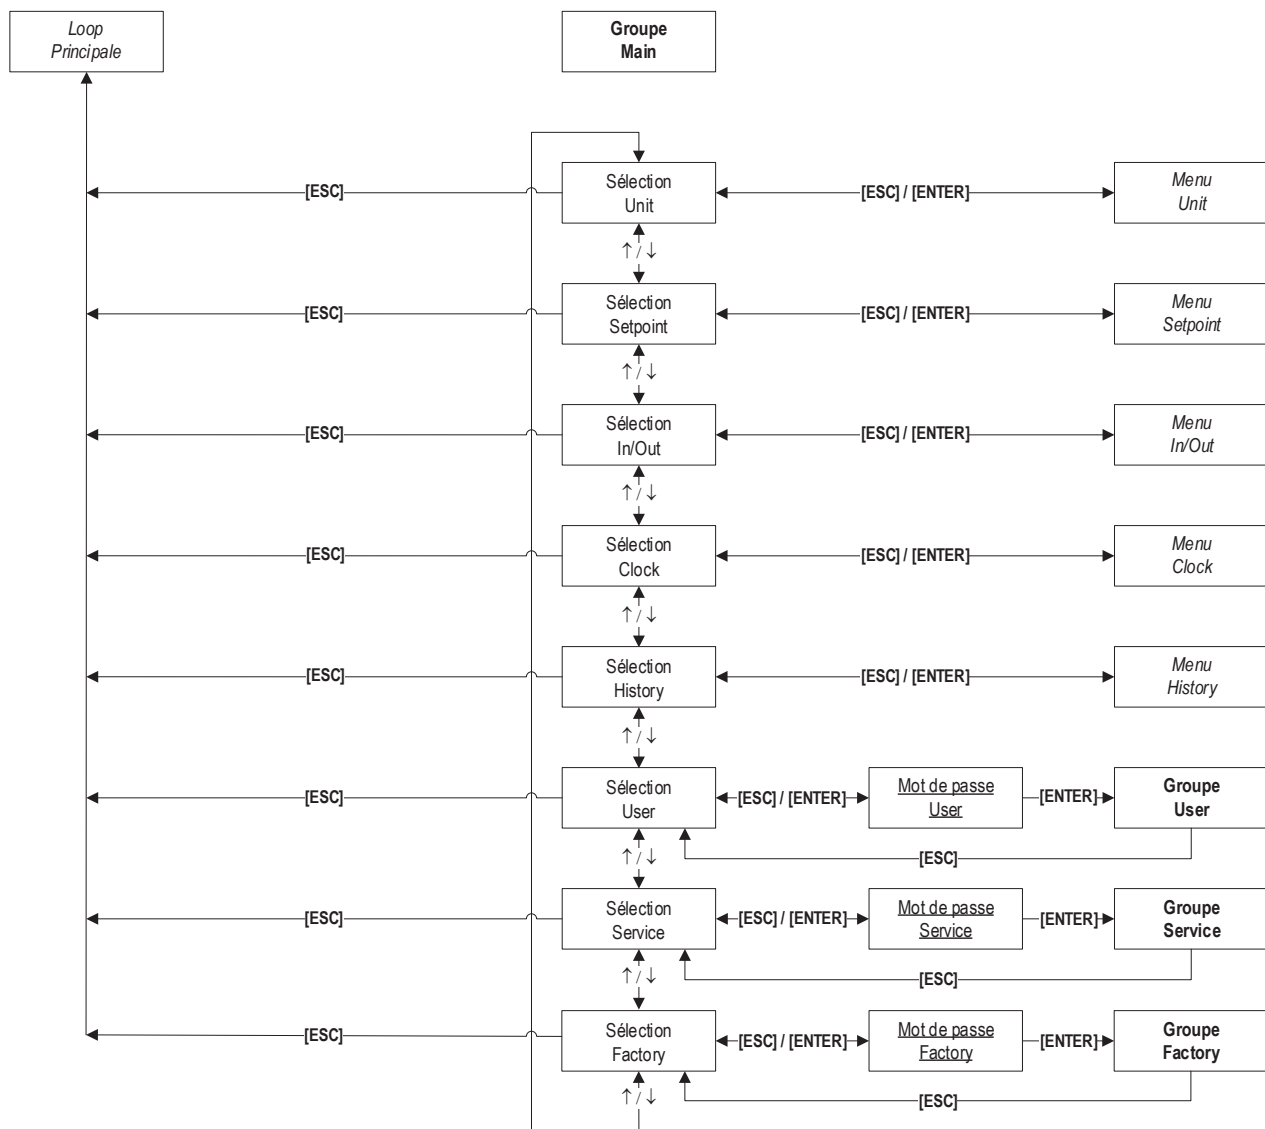 Loop
Principale
Groupe
Main
[ESC]
Sélection
Unit
[ESC] / [ENTER]
Menu
Unit
↑ / ↓
[ESC]
Sélection
Setpoint
[ESC] / [ENTER]
Menu
Setpoint
↑ / ↓
[ESC]
Sélection
In/Out
[ESC] / [ENTER]
Menu
In/Out
↑ / ↓
[ESC]
Sélection
Clock
[ESC] / [ENTER]
Menu
Clock
↑ / ↓
[ESC]
Sélection
History
[ESC] / [ENTER]
Menu
History
↑ / ↓
[ESC]
Sélection
User
[ESC] / [ENTER]
Mot de passe
User
[ENTER]
Groupe
User
[ESC]
↑ / ↓
[ESC]
Sélection
Service
[ESC] / [ENTER]
Mot de passe
Service
[ENTER]
Groupe
Service
[ESC]
↑ / ↓
[ESC]
Sélection
Factory
[ESC] / [ENTER]
Mot de passe
Factory
[ENTER]
Groupe
Factory
[ESC]
↑ / ↓